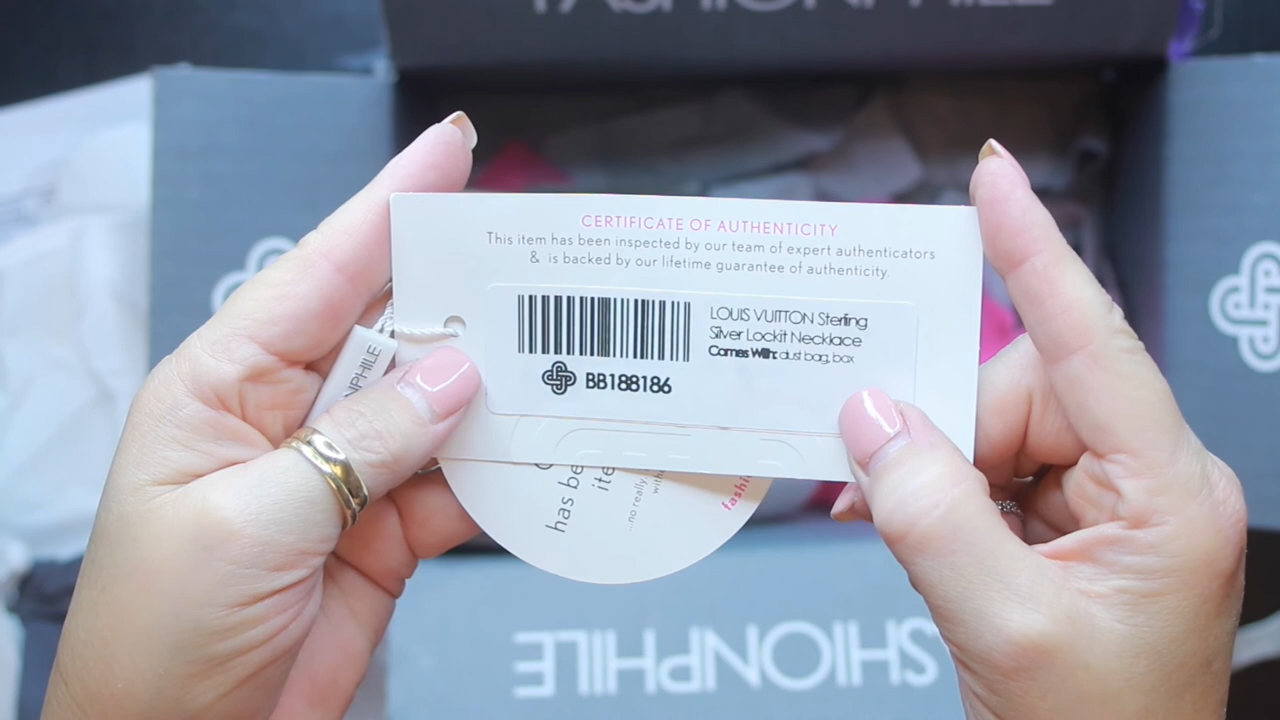 FASHIONPHILE
CERTIFICATE OF AUTHENTICITY
This item has been inspected by our team of expert authenticators
& is backed by our lifetime guarantee of authenticity.
LOUIS VUITTON Sterling
Silver Lockit Necklace
Comes With: dust bag, box
BB188186
NPHILE
has be
ite
...no really,
with
fashi
SHIONPHILE